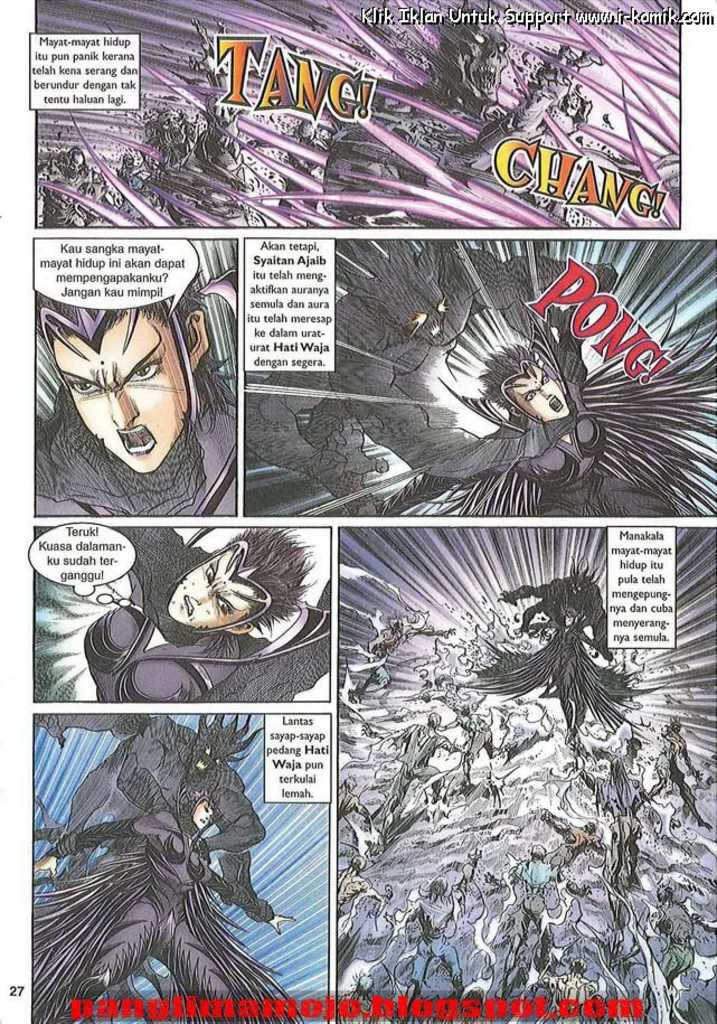 Klik Iklan Untuk Support www.i-komik.com
Mayat-mayat hidup
itu pun panik kerana
telah kena serang dan
berundur dengan tak
tentu haluan lagi.
TANG!
CHANG!
Kau sangka mayat-
mayat hidup ini akan dapat
mempengapakanku?
Jangan kau mimpi!
Akan tetapi,
Syaitan Ajaib
itu telah meng-
aktifkan auranya
semula dan aura
itu telah meresap
ke dalam urat-
urat Hati Waja
dengan segera.
PONG!
Teruk!
Kuasa dalaman-
ku sudah ter-
ganggu!
Manakala
mayat-mayat
hidup itu
pula telah
mengepung-
nya dan cuba
menyerang-
nya semula.
Lantas
sayap-sayap
pedang Hati
Waja pun
terkulai
lemah.
27
panglimamojo.blogspot.com